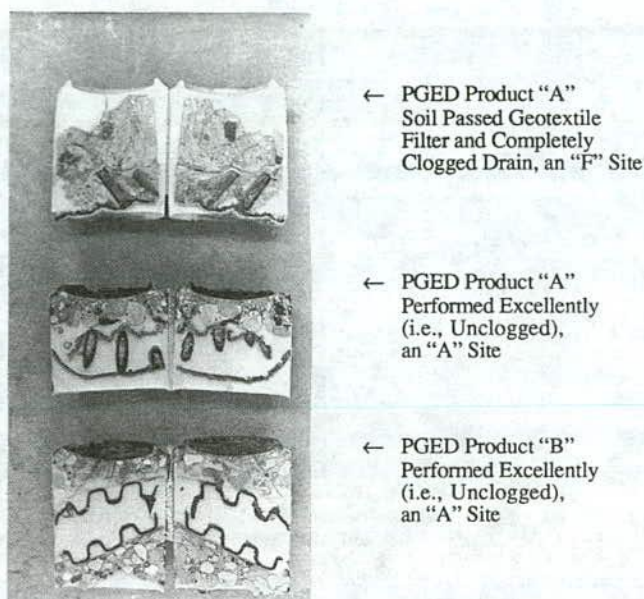 ← PGED Product “A”
Soil Passed Geotextile
Filter and Completely
Clogged Drain, an “F” Site
← PGED Product “A”
Performed Excellently
(i.e., Unclogged),
an “A” Site
← PGED Product “B”
Performed Excellently
(i.e., Unclogged),
an “A” Site